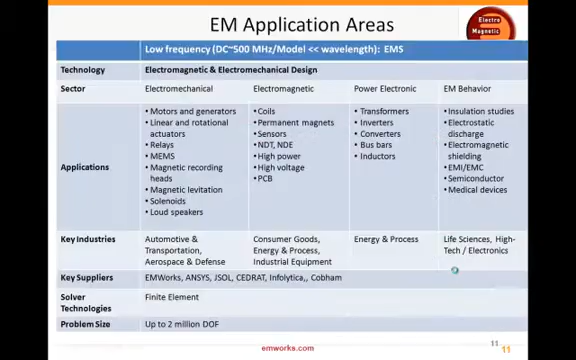 EM Application Areas
Electro
Magnetic
Low frequency (DC~500 MHz/Model << wavelength): EMS
Technology
Electromagnetic & Electromechanical Design
Sector
Electromechanical
Electromagnetic
Power Electronic
EM Behavior
Applications
• Motors and generators
• Linear and rotational
actuators
• Relays
• MEMS
• Magnetic recording
heads
• Magnetic levitation
• Solenoids
• Loud speakers
• Coils
• Permanent magnets
• Sensors
• NDT, NDE
• High power
• High voltage
• PCB
• Transformers
• Inverters
• Converters
• Bus bars
• Inductors
• Insulation studies
• Electrostatic
discharge
• Electromagnetic
shielding
• EMI/EMC
• Semiconductor
• Medical devices
Key Industries
Automotive &
Transportation,
Aerospace & Defense
Consumer Goods,
Energy & Process,
Industrial Equipment
Energy & Process
Life Sciences, High-
Tech / Electronics
Key Suppliers
EMWorks, ANSYS, JSOL, CEDRAT, Infolytica,, Cobham
Solver
Technologies
Finite Element
Problem Size
Up to 2 million DOF
emworks.com
11
11